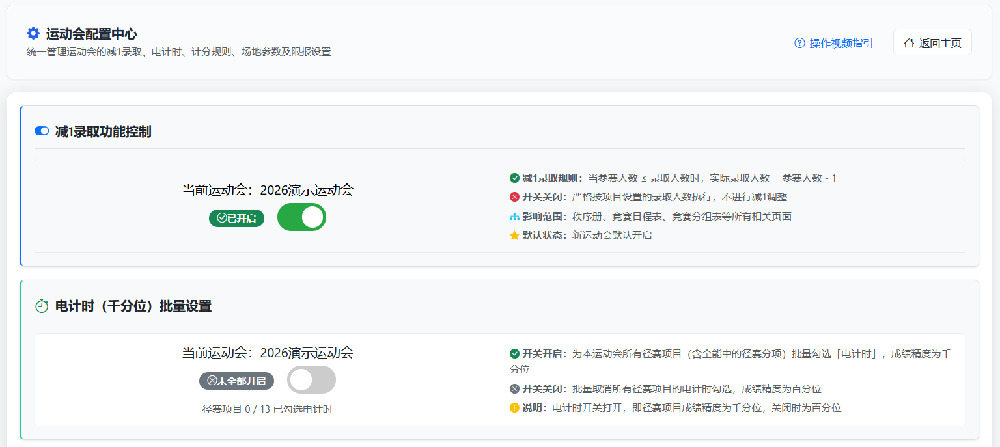 运动会配置中心
统一管理运动会的减1录取、电计时、计分规则、场地参数及限报设置
操作视频指引
返回主页
减1录取功能控制
当前运动会：2026演示运动会
已开启
减1录取规则：当参赛人数 ≤ 录取人数时，实际录取人数 = 参赛人数 - 1
开关关闭：严格按项目设置的录取人数执行，不进行减1调整
影响范围：秩序册、竞赛日程表、竞赛分组表等所有相关页面
默认状态：新运动会默认开启
电计时（千分位）批量设置
当前运动会：2026演示运动会
未全部开启
径赛项目 0 / 13 已勾选电计时
开关开启：为本运动会所有径赛项目（含全能中的径赛分项）批量勾选「电计时」，成绩精度为千
分位
开关关闭：批量取消所有径赛项目的电计时勾选，成绩精度为百分位
说明：电计时开关打开，即径赛项目成绩精度为千分位，关闭时为百分位